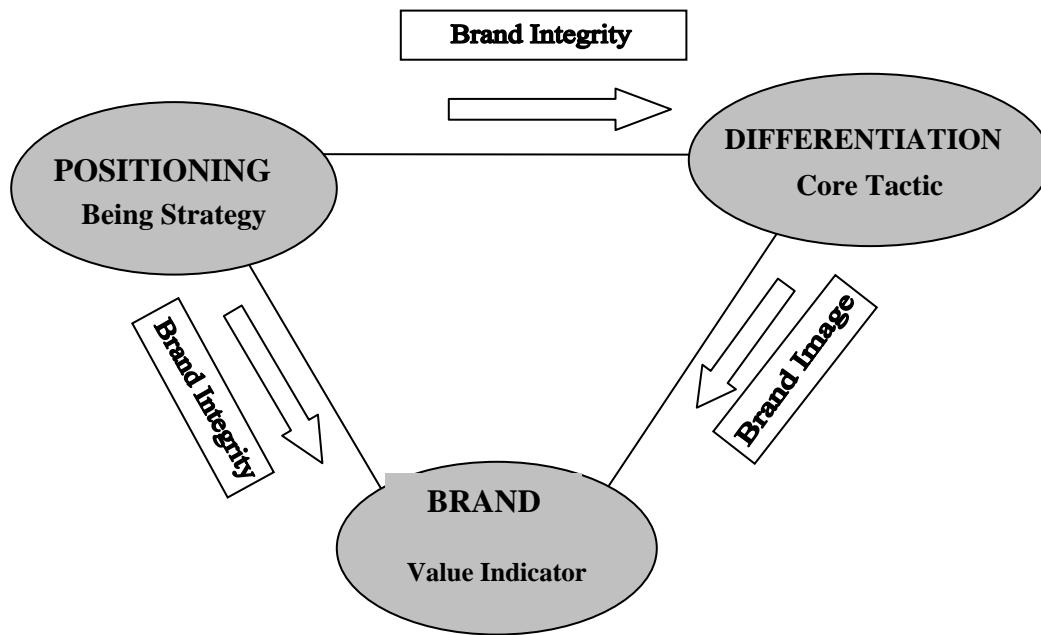 Brand Integrity
POSITIONING
Being Strategy
DIFFERENTIATION
Core Tactic
Brand Integrity
Brand Image
BRAND
Value Indicator